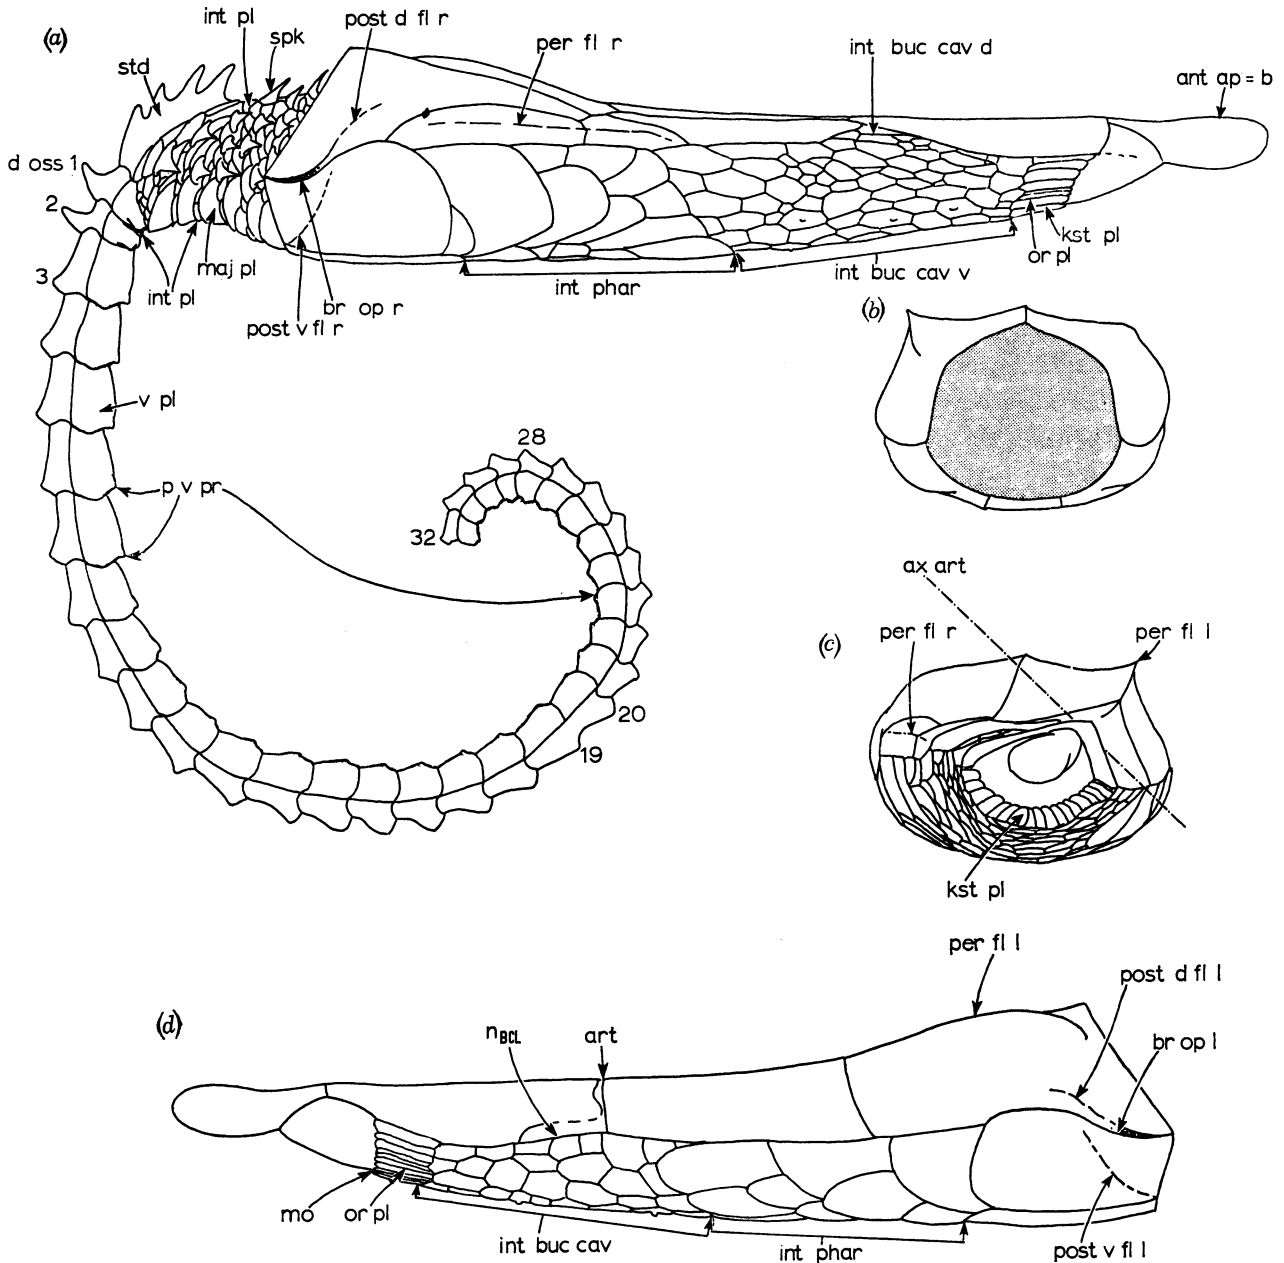 (a)
int pl
spk
std
post d fl r
per fl r
int buc cav d
ant ap = b
d oss 1
2
3
maj pl
int pl
br op r
post v fl r
int phar
int buc cav v
kst pl
or pl
v pl
p v pr
28
32
20
19
(b)
ax art
(c)
per fl r
per fl l
kst pl
(d)
per fl l
post d fl l
br op l
n BCL
art
mo
or pl
int buc cav
int phar
post v fl l